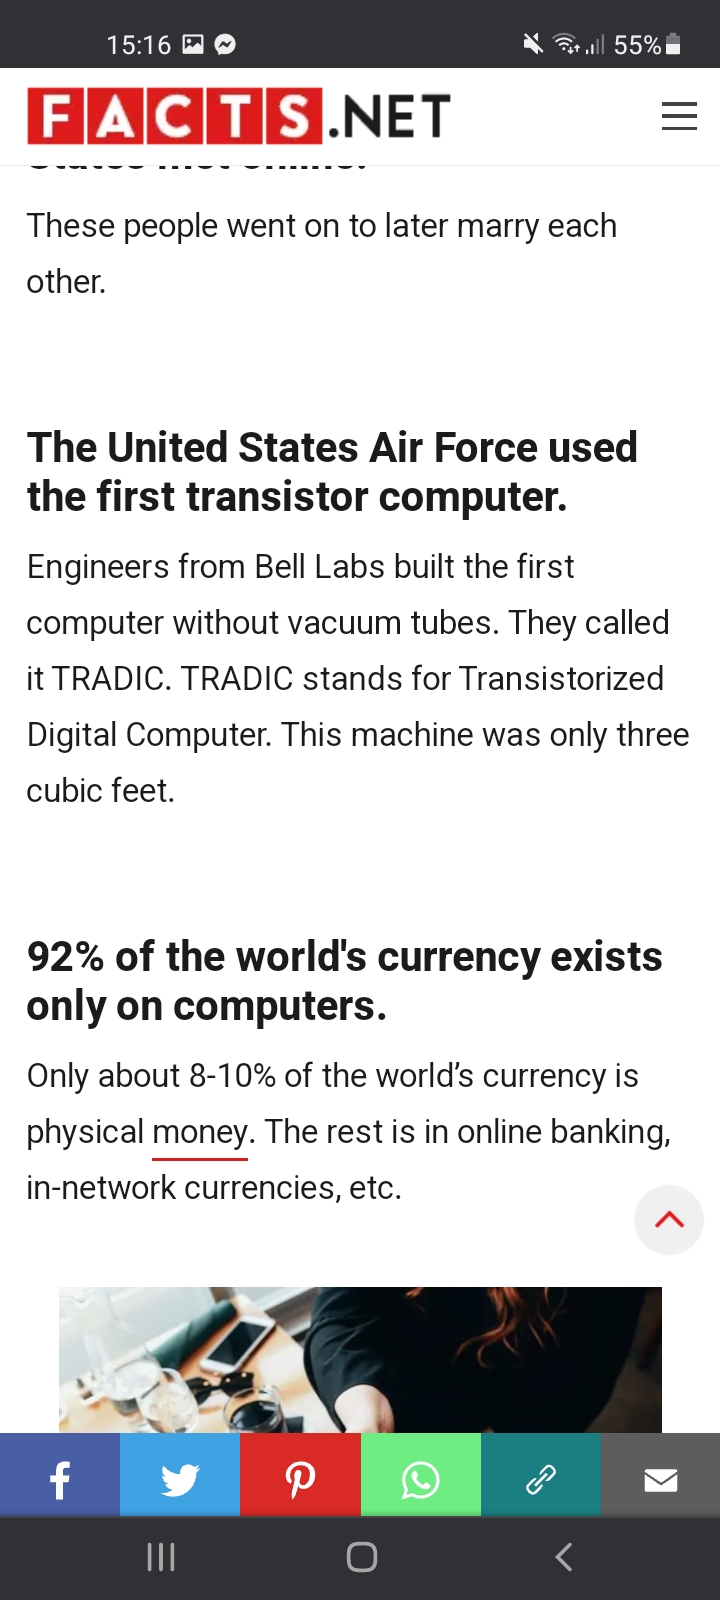 15:16 55%
FACTS.NET
These people went on to later marry each
other.
The United States Air Force used
the first transistor computer.
Engineers from Bell Labs built the first
computer without vacuum tubes. They called
it TRADIC. TRADIC stands for Transistorized
Digital Computer. This machine was only three
cubic feet.
92% of the world's currency exists
only on computers.
Only about 8-10% of the world’s currency is
physical money. The rest is in online banking,
in-network currencies, etc.